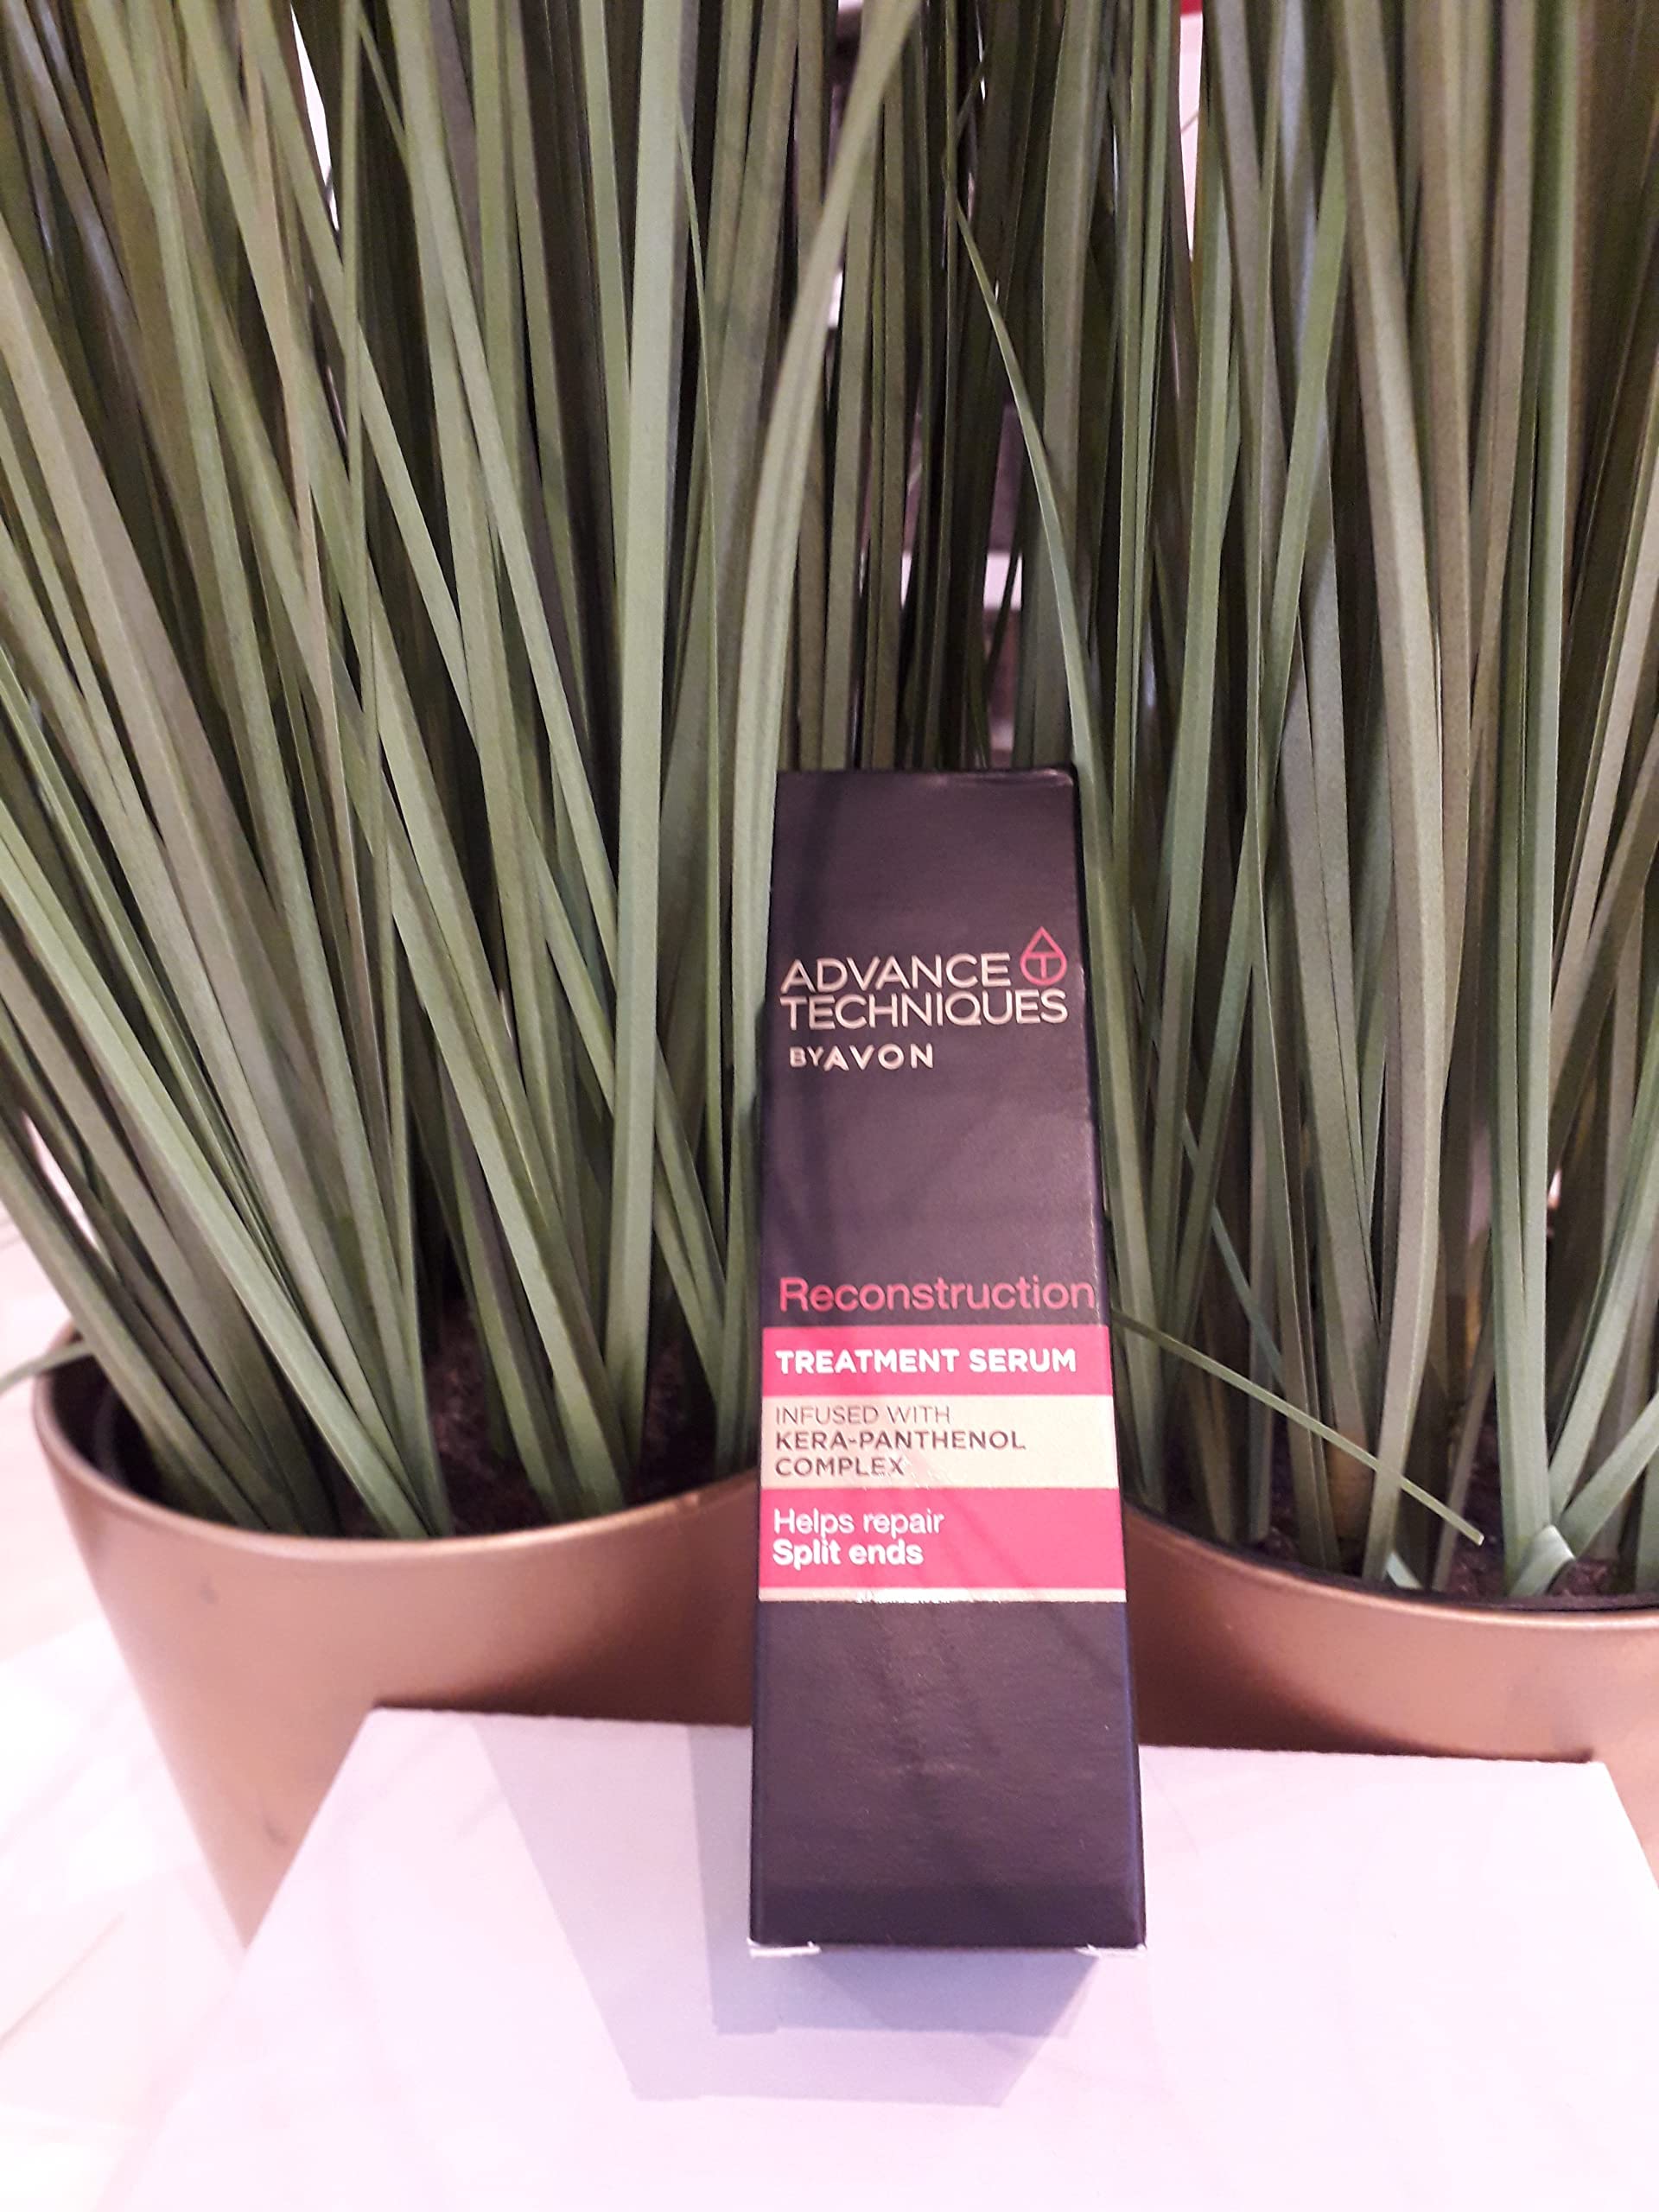 ADVANCE
TECHNIQUES
BY AVON
Reconstruction
TREATMENT SERUM
INFUSED WITH
KERA-PANTHENOL
COMPLEX
Helps repair
Split ends